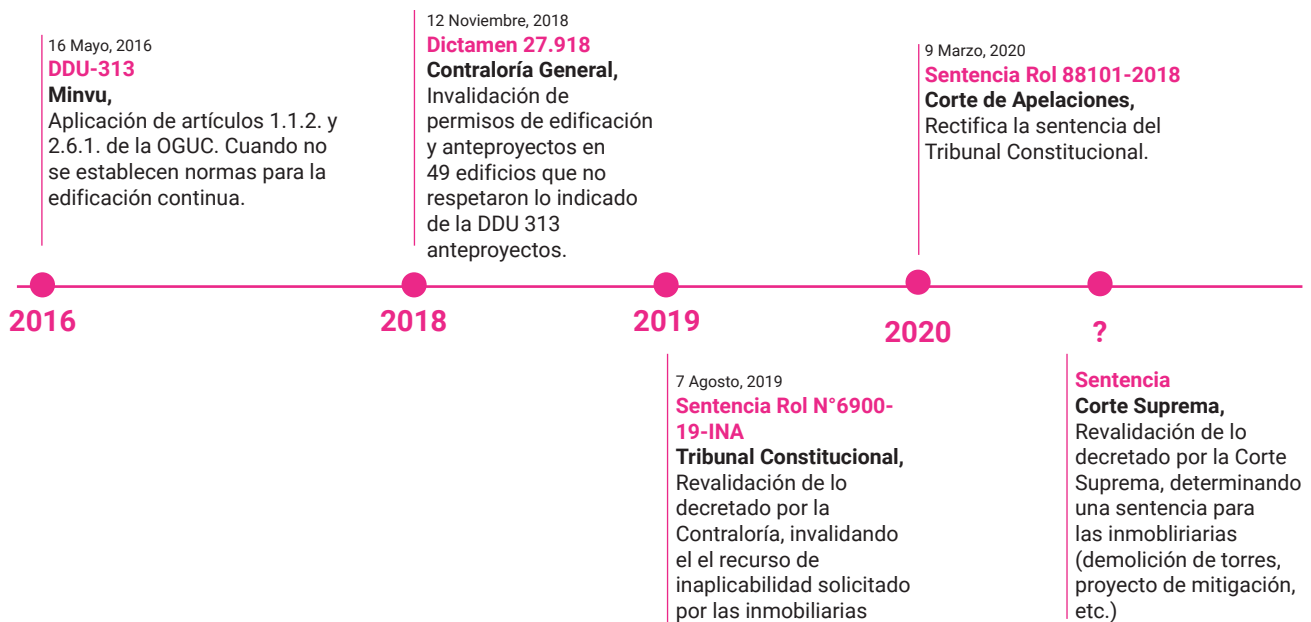 16 Mayo, 2016
DDU-313
Minvu,
Aplicación de artículos 1.1.2. y
2.6.1. de la OGUC. Cuando no
se establecen normas para la
edificación continua.
12 Noviembre, 2018
Dictamen 27.918
Contraloría General,
Invalidación de
permisos de edificación
y anteproyectos en
49 edificios que no
respetaron lo indicado
de la DDU 313
anteproyectos.
9 Marzo, 2020
Sentencia Rol 88101-2018
Corte de Apelaciones,
Rectifica la sentencia del
Tribunal Constitucional.
2016
2018
2019
2020
?
7 Agosto, 2019
Sentencia Rol N°6900-
19-INA
Tribunal Constitucional,
Revalidación de lo
decretado por la
Contraloría, invalidando
el el recurso de
inaplicabilidad solicitado
por las inmobiliarias
Sentencia
Corte Suprema,
Revalidación de lo
decretado por la Corte
Suprema, determinando
una sentencia para
las inmobliriarias
(demolición de torres,
proyecto de mitigación,
etc.)